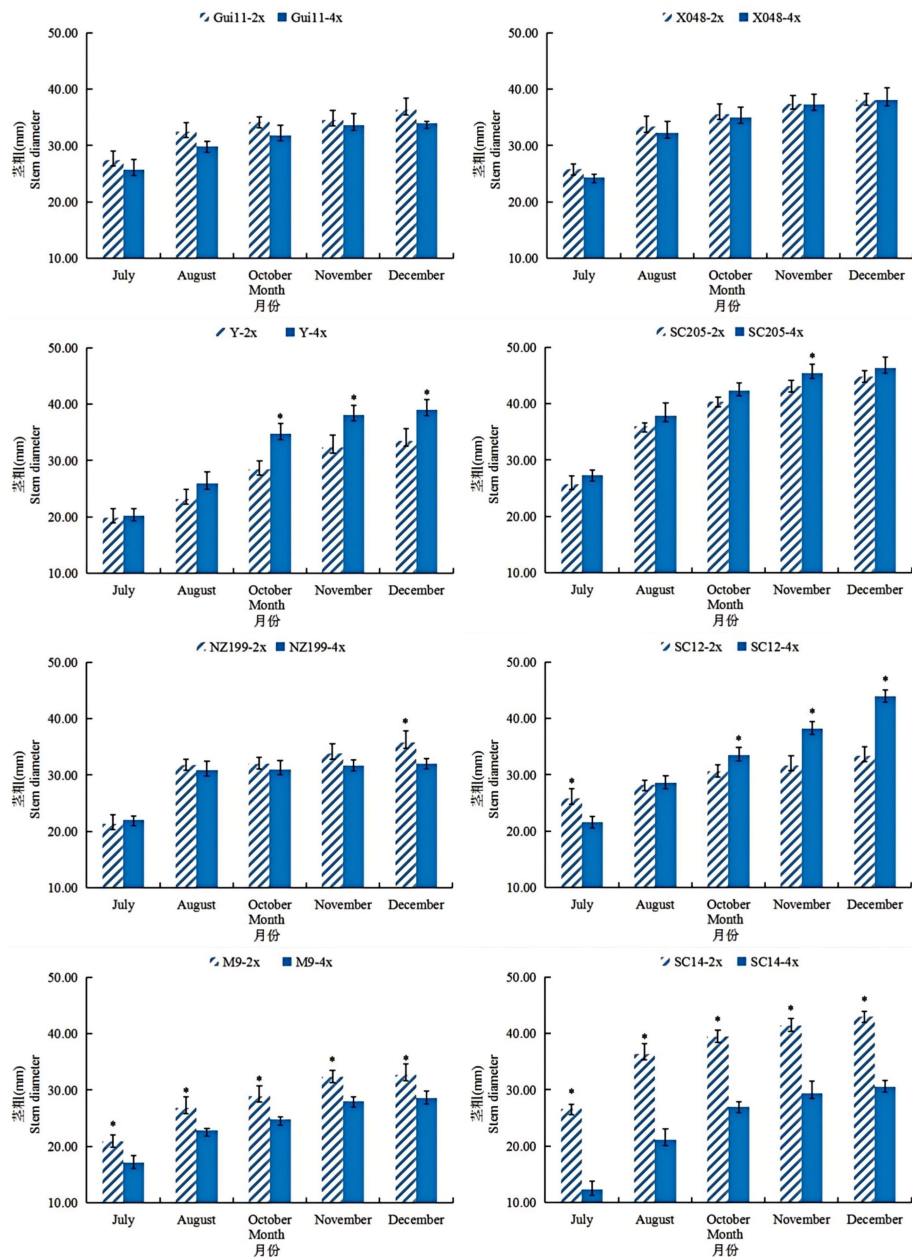 Gui11-2x Gui11-4x
50.00
40.00
30.00
20.00
10.00
茎粗(mm)
Stem diameter
July August October November December
Month
月份
X048-2x X048-4x
50.00
40.00
30.00
20.00
10.00
茎粗(mm)
Stem diameter
July August October November December
Month
月份
Y-2x Y-4x
50.00
40.00
30.00
20.00
10.00
茎粗(mm)
Stem diameter
* * *
July August October November December
Month
月份
SC205-2x SC205-4x
50.00
40.00
30.00
20.00
10.00
茎粗(mm)
Stem diameter
*
July August October November December
Month
月份
NZ199-2x NZ199-4x
50.00
40.00
30.00
20.00
10.00
茎粗(mm)
Stem diameter
*
July August October November December
Month
月份
SC12-2x SC12-4x
50.00
40.00
30.00
20.00
10.00
茎粗(mm)
Stem diameter
* * * *
July August October November December
Month
月份
M9-2x M9-4x
50.00
40.00
30.00
20.00
10.00
茎粗(mm)
Stem diameter
* * * * *
July August October November December
Month
月份
SC14-2x SC14-4x
50.00
40.00
30.00
20.00
10.00
茎粗(mm)
Stem diameter
* * * * *
July August October November December
Month
月份